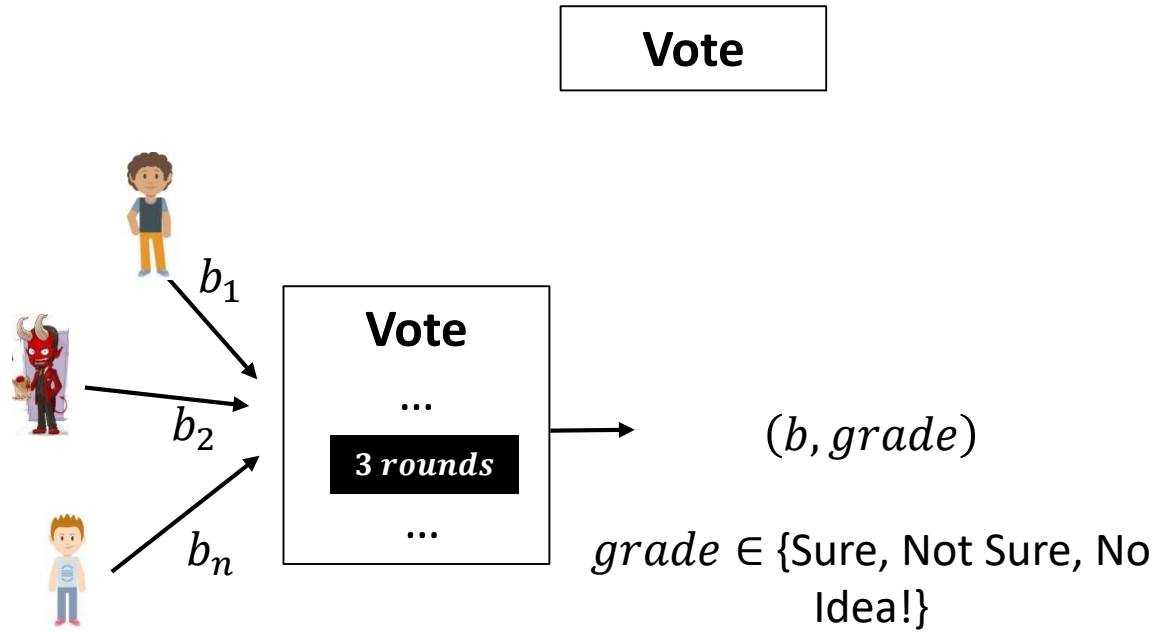 Vote
b₁
Vote
...
b₂
3 rounds
(b, grade)
...
bₙ
grade ∈ {Sure, Not Sure, No
Idea!}